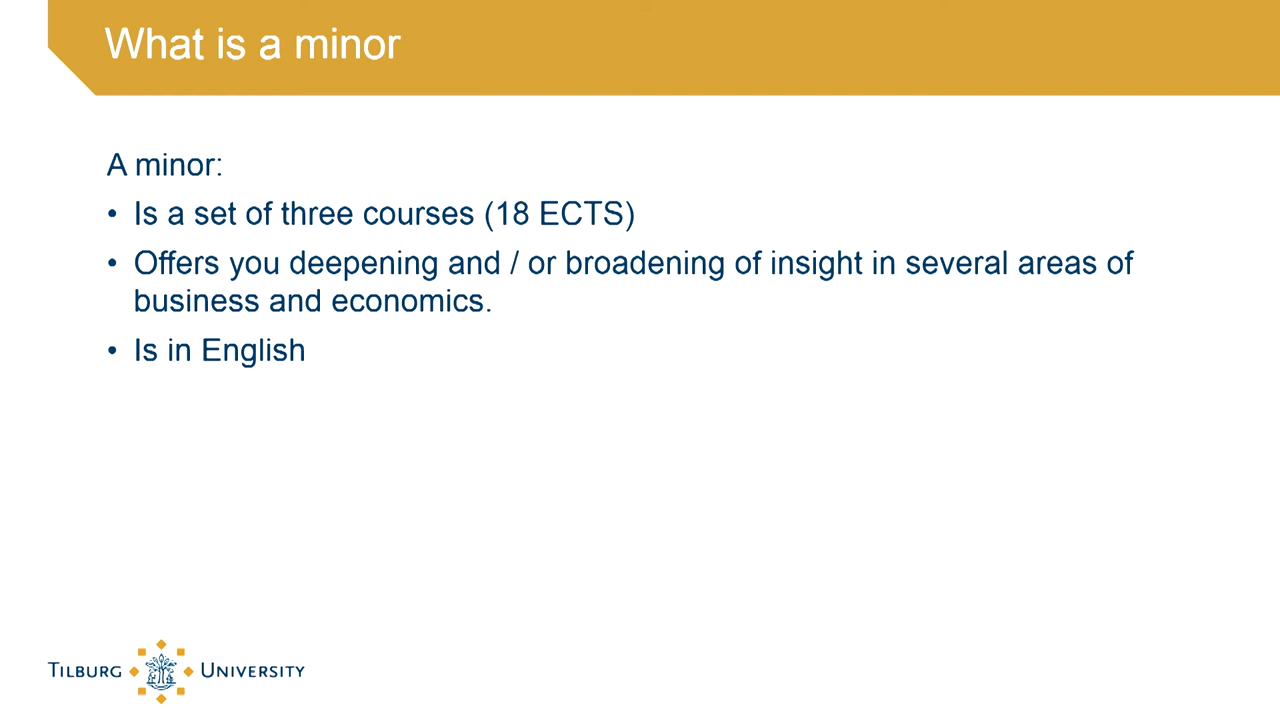 What is a minor
A minor:
• Is a set of three courses (18 ECTS)
• Offers you deepening and / or broadening of insight in several areas of
business and economics.
• Is in English
TILBURG UNIVERSITY